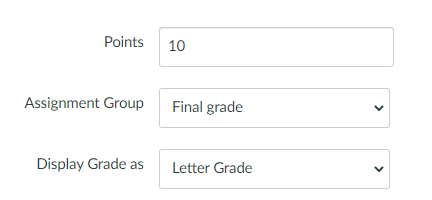 Points 10
Assignment Group Final grade
Display Grade as Letter Grade